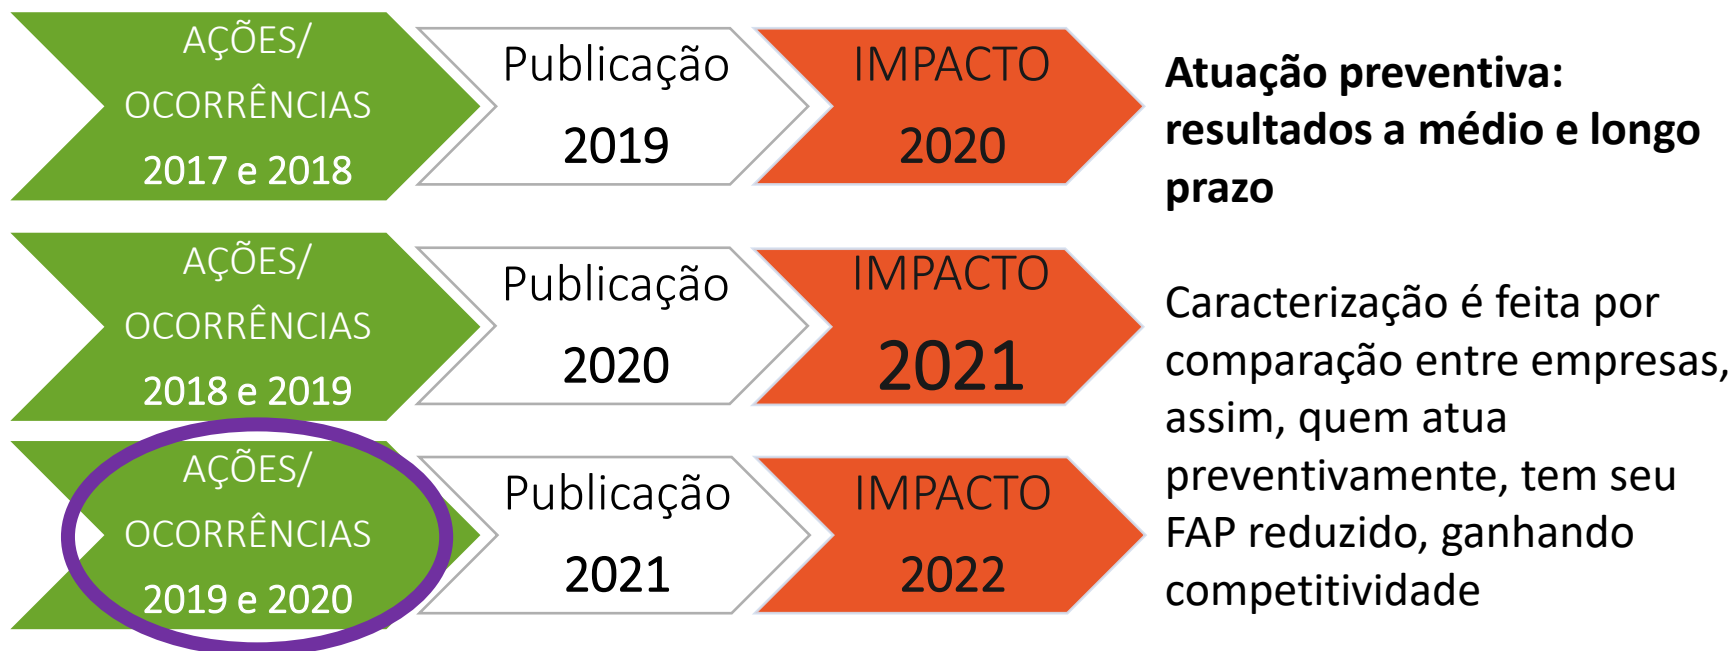 AÇÕES/
OCORRÊNCIAS
2017 e 2018
Publicação
2019
IMPACTO
2020
Atuação preventiva:
resultados a médio e longo
prazo
AÇÕES/
OCORRÊNCIAS
2018 e 2019
Publicação
2020
IMPACTO
2021
AÇÕES/
OCORRÊNCIAS
2019 e 2020
Publicação
2021
IMPACTO
2022
Caracterização é feita por
comparação entre empresas,
assim, quem atua
preventivamente, tem seu
FAP reduzido, ganhando
competitividade